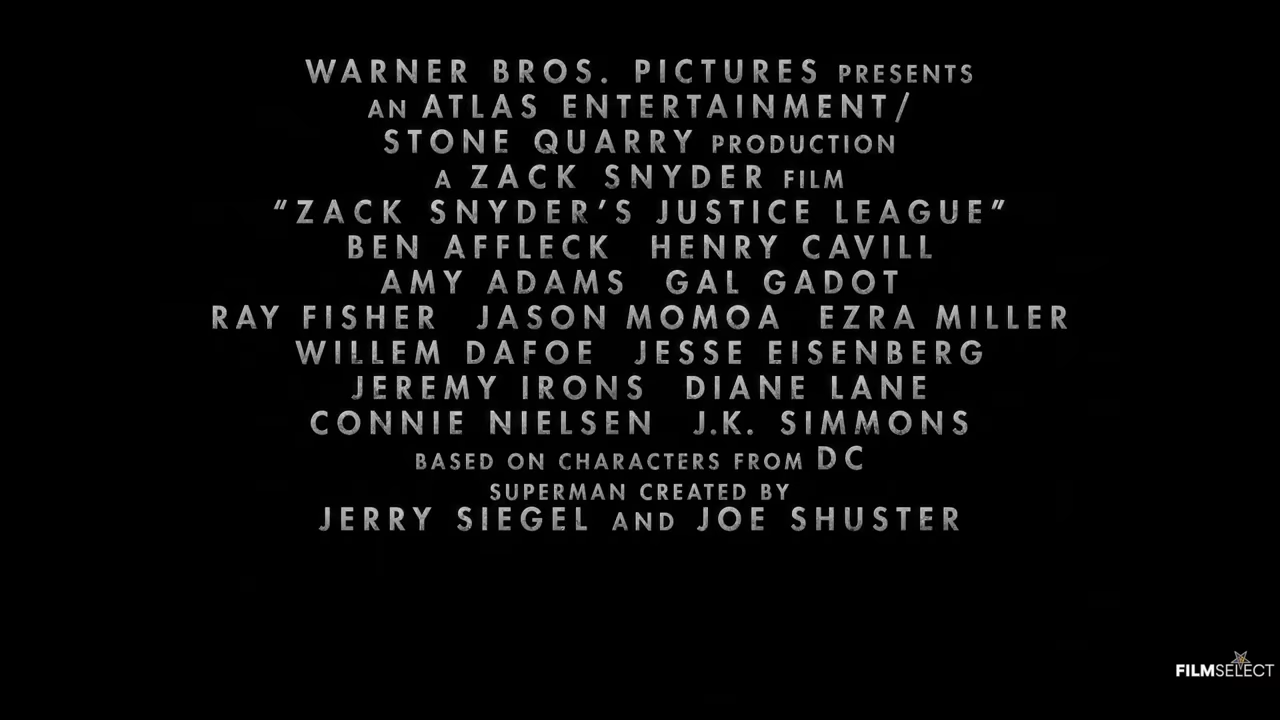 WARNER BROS. PICTURES PRESENTS
AN ATLAS ENTERTAINMENT/
STONE QUARRY PRODUCTION
A ZACK SNYDER FILM
“ZACK SNYDER’S JUSTICE LEAGUE”
BEN AFFLECK HENRY CAVILL
AMY ADAMS GAL GADOT
RAY FISHER JASON MOMOA EZRA MILLER
WILLEM DAFOE JESSE EISENBERG
JEREMY IRONS DIANE LANE
CONNIE NIELSEN J.K. SIMMONS
BASED ON CHARACTERS FROM DC
SUPERMAN CREATED BY
JERRY SIEGEL AND JOE SHUSTER
FILMSELECT